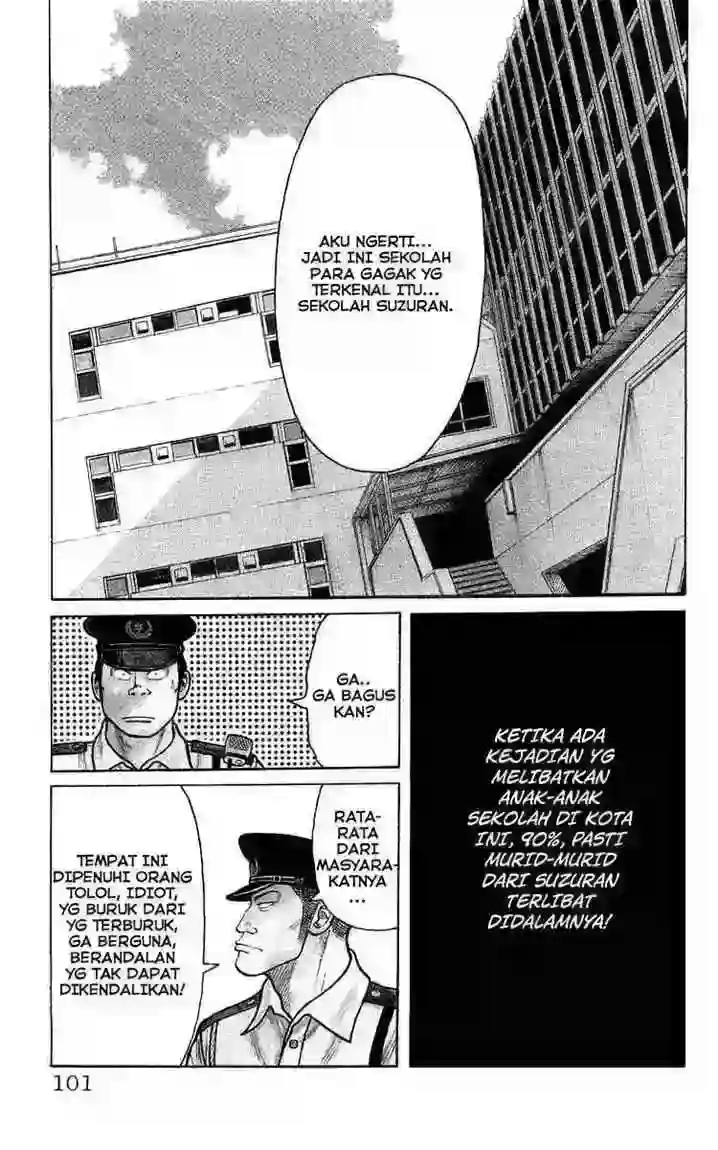 AKU NGERTI...
JADI INI SEKOLAH
PARA GAGAK YG
TERKENAL ITU...
SEKOLAH SUZURAN.
KETIKA ADA
KEJADIAN YG
MELIBATKAN
ANAK-ANAK
SEKOLAH DI KOTA
INI, 90%, PASTI
MURID-MURID
DARI SUZURAN
TERLIBAT
DIDALAMNYA!
GA..
GA BAGUS
KAN?
RATA-
RATA
DARI
MASYARA-
KATNYA
...
TEMPAT INI
DIPENUHI ORANG
TOLOL, IDIOT,
YG BURUK DARI
YG TERBURUK,
GA BERGUNA,
BERANDALAN
YG TAK DAPAT
DIKENDALIKAN!
101